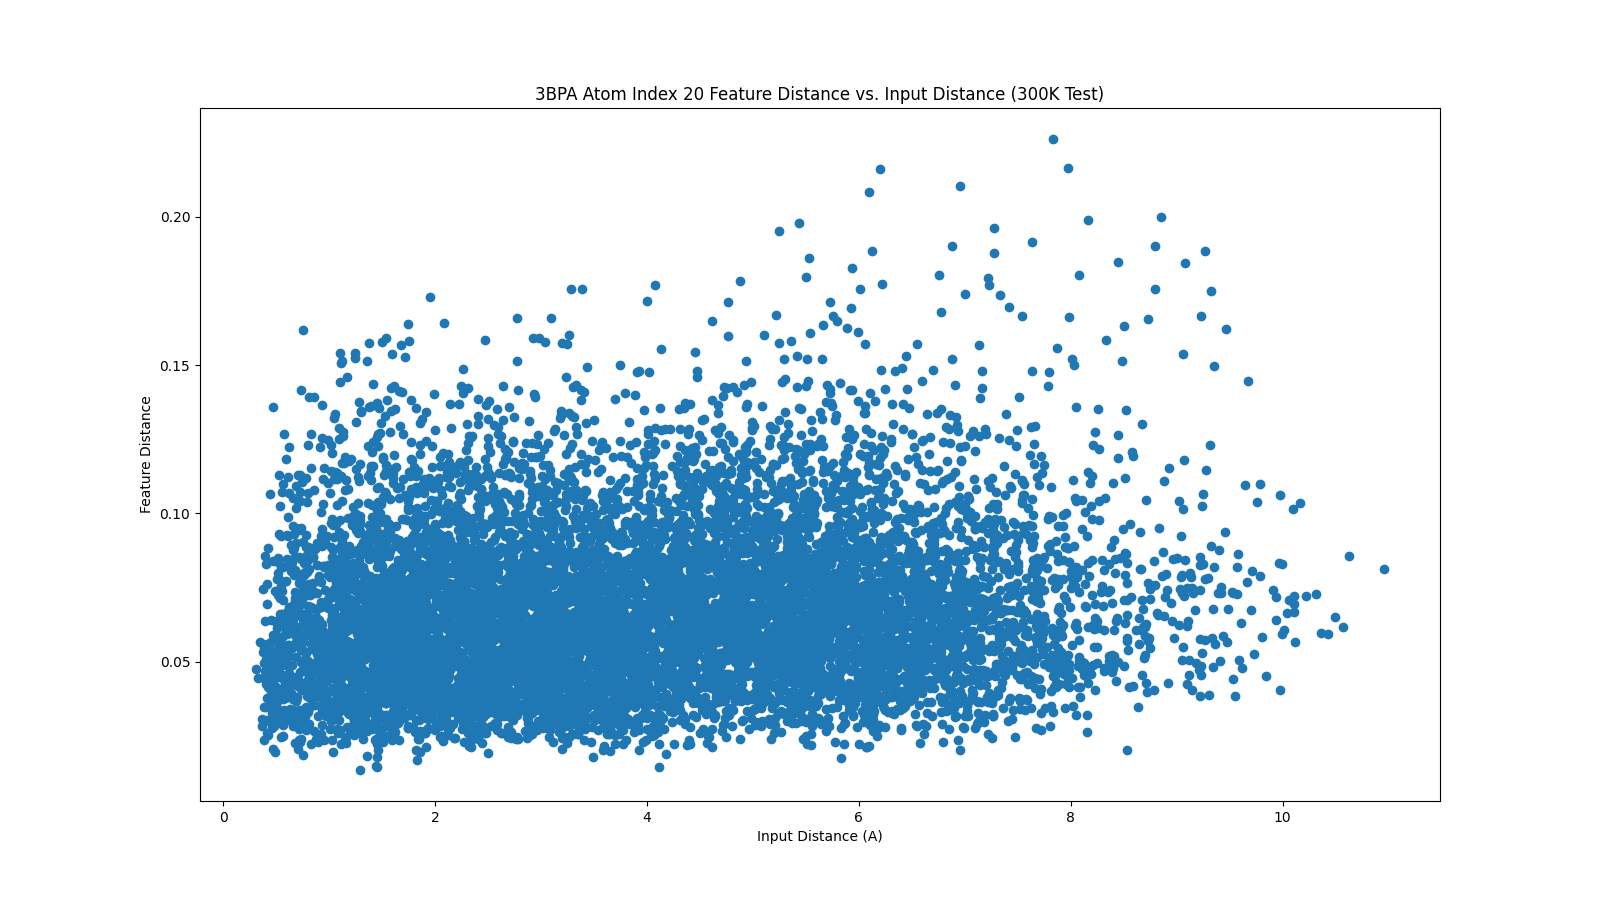 3BPA Atom Index 20 Feature Distance vs. Input Distance (300K Test)
0.20
0.15
0.10
0.05
Feature Distance
0 2 4 6 8 10
Input Distance (A)